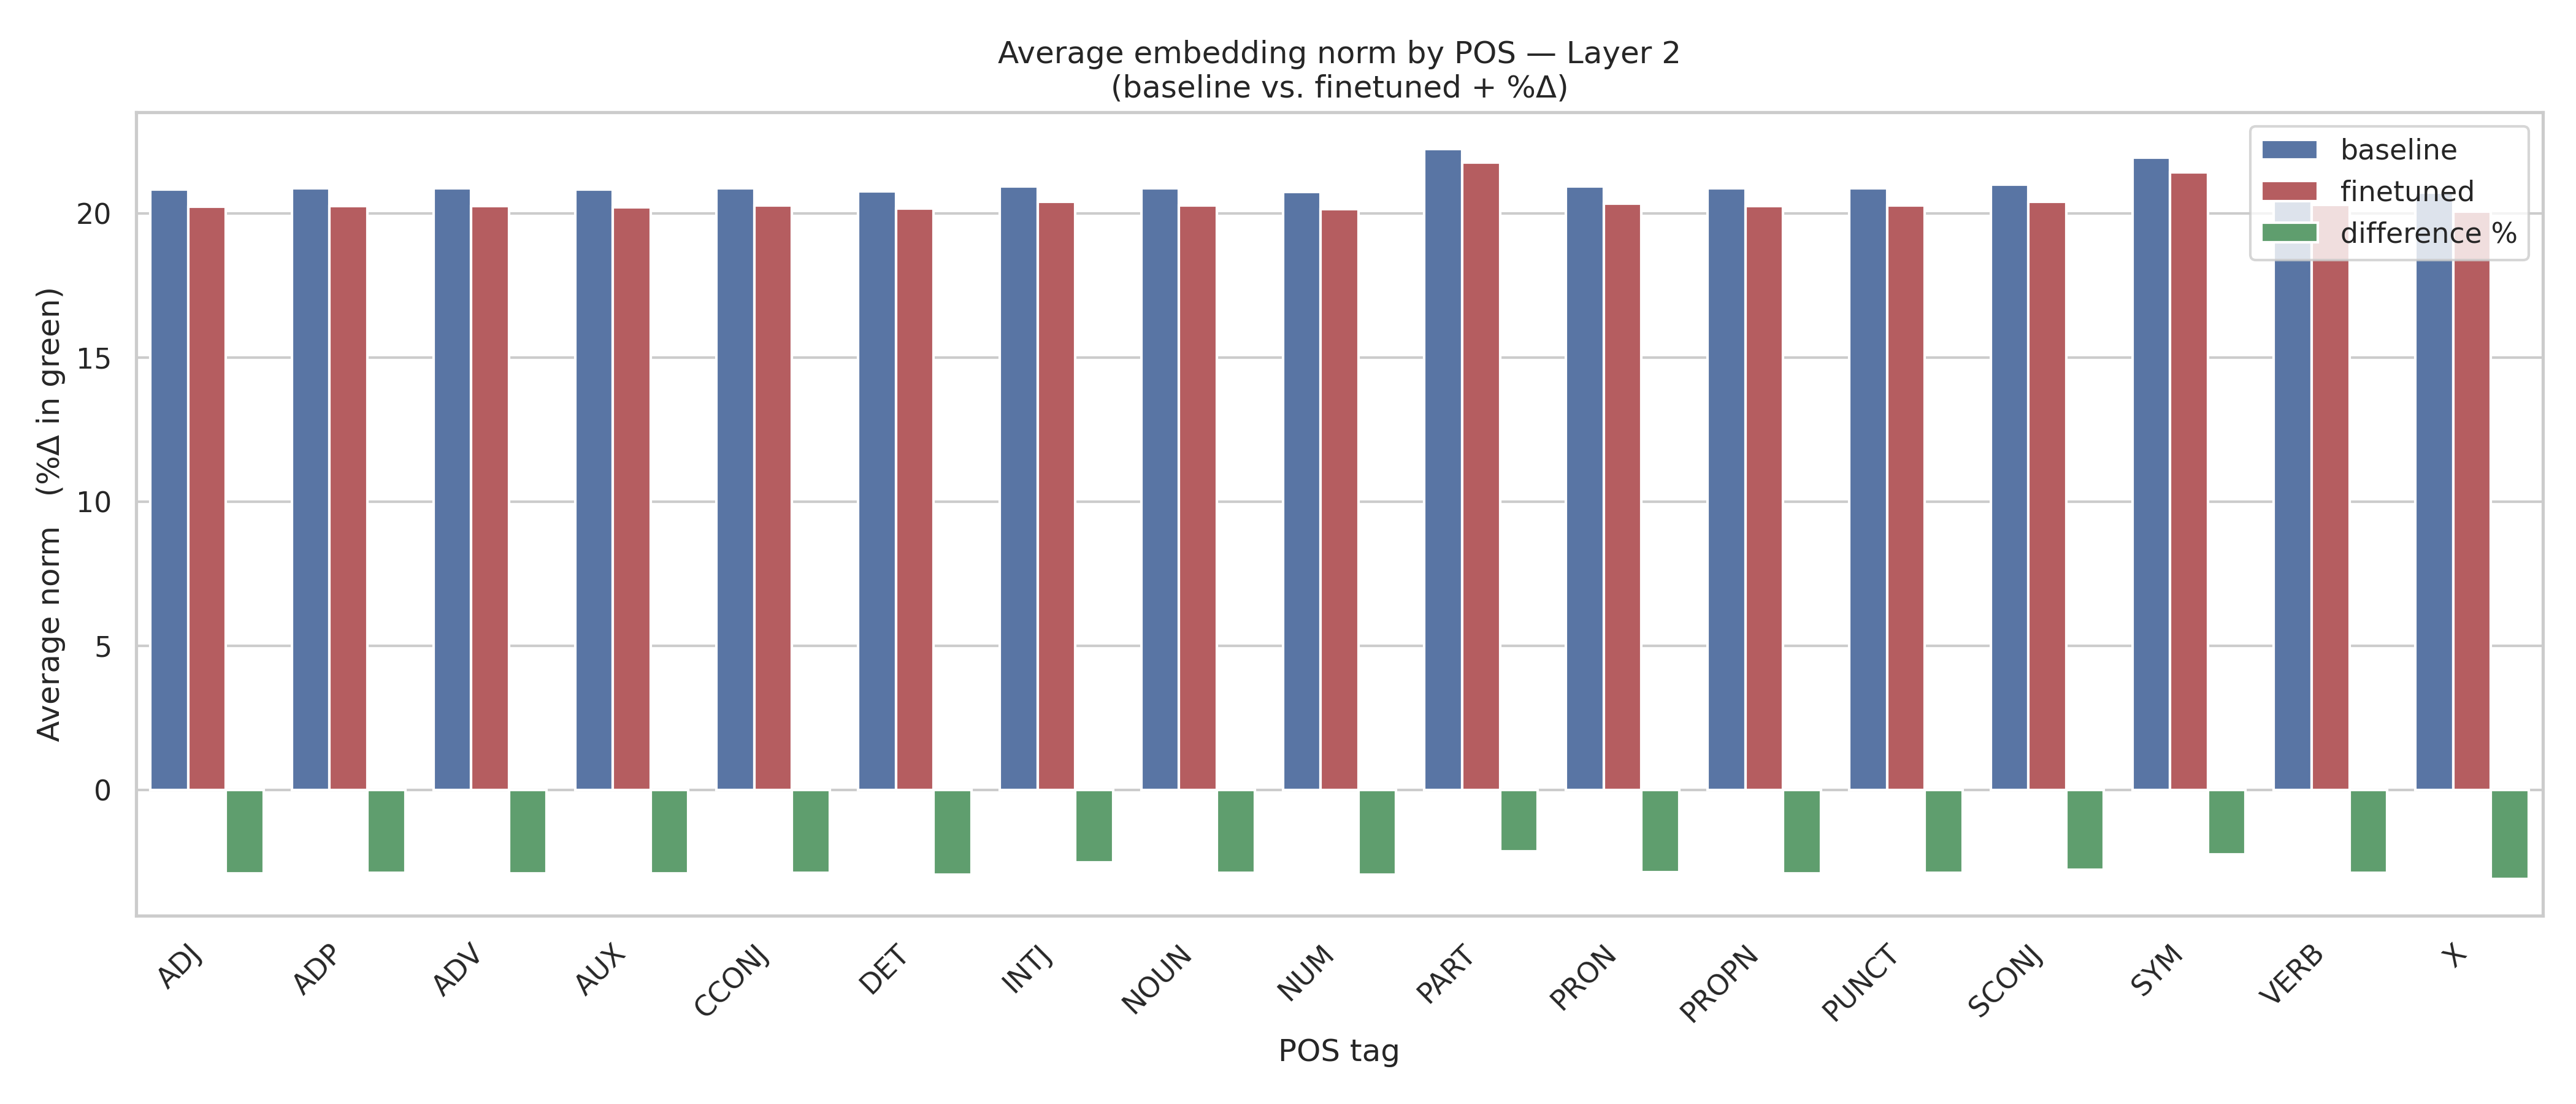 Average embedding norm by POS — Layer 2
(baseline vs. finetuned + %Δ)
baseline
finetuned
difference %
Average norm (%Δ in green)
20
15
10
5
0
ADJ
ADP
ADV
AUX
CCONJ
DET
INTJ
NOUN
NUM
PART
PRON
PROPN
PUNCT
SCONJ
SYM
VERB
X
POS tag